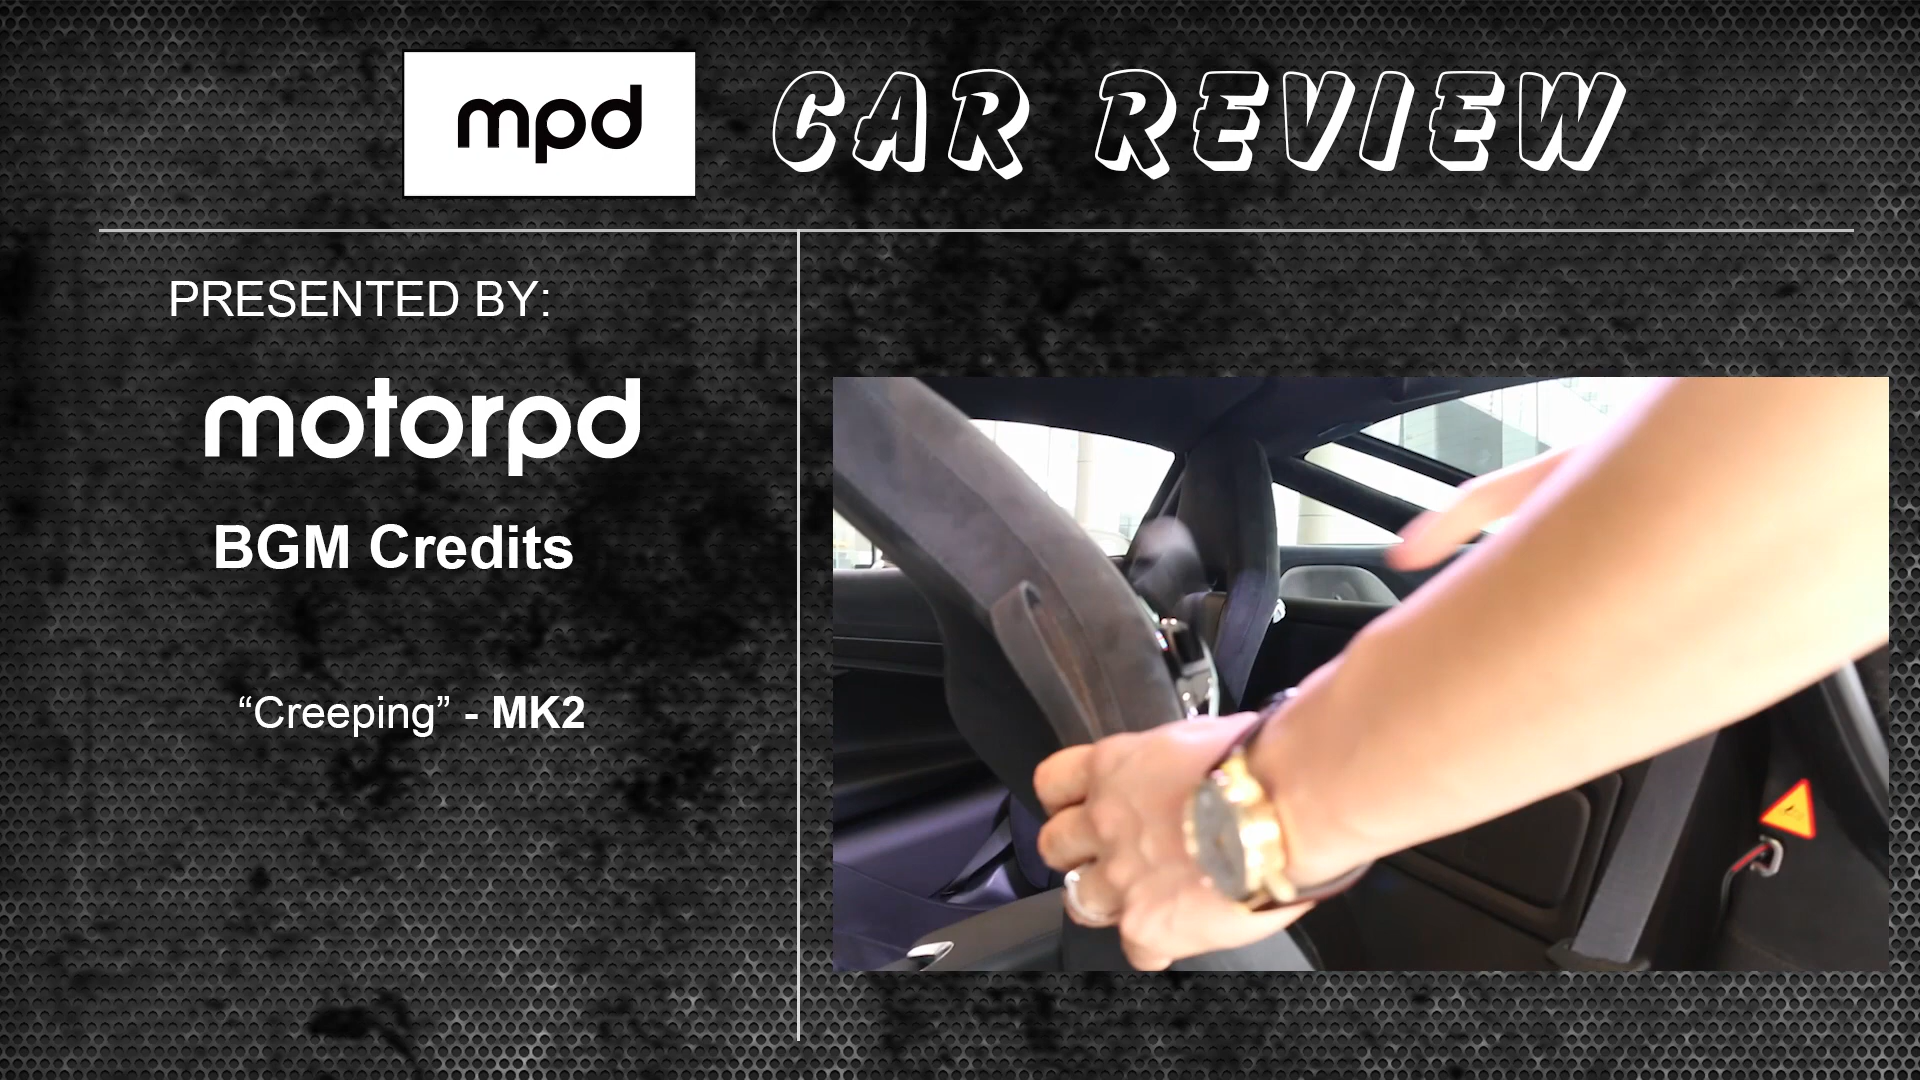 mpd
CAR REVIEW
PRESENTED BY:
motorpd
BGM Credits
“Creeping” - MK2